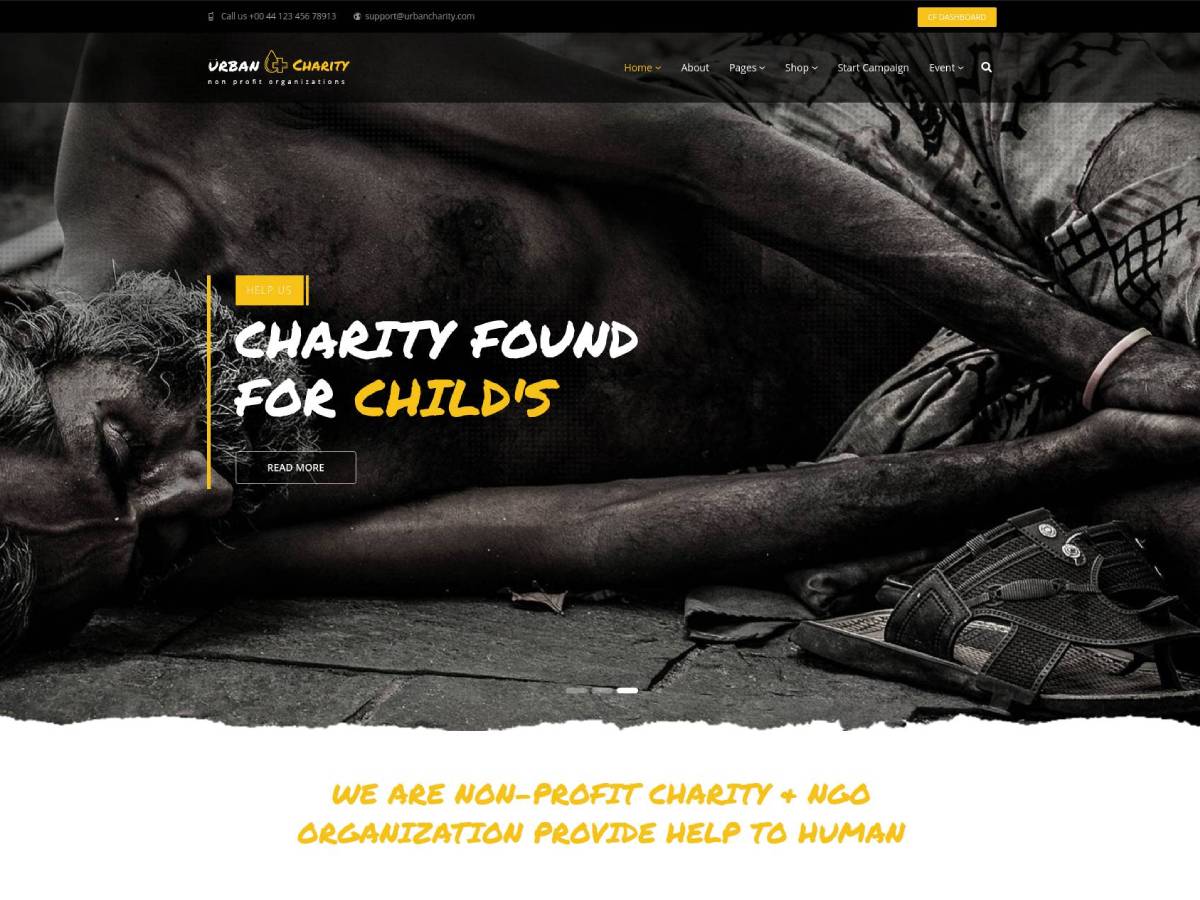 Call us +00 44 123 456 78913 support@urbancharity.com CF DASHBOARD
URBAN CHARITY
non profit organizations
Home About Pages Shop Start Campaign Event
HELP US
CHARITY FOUND
FOR CHILD'S
READ MORE
WE ARE NON-PROFIT CHARITY & NGO
ORGANIZATION PROVIDE HELP TO HUMAN